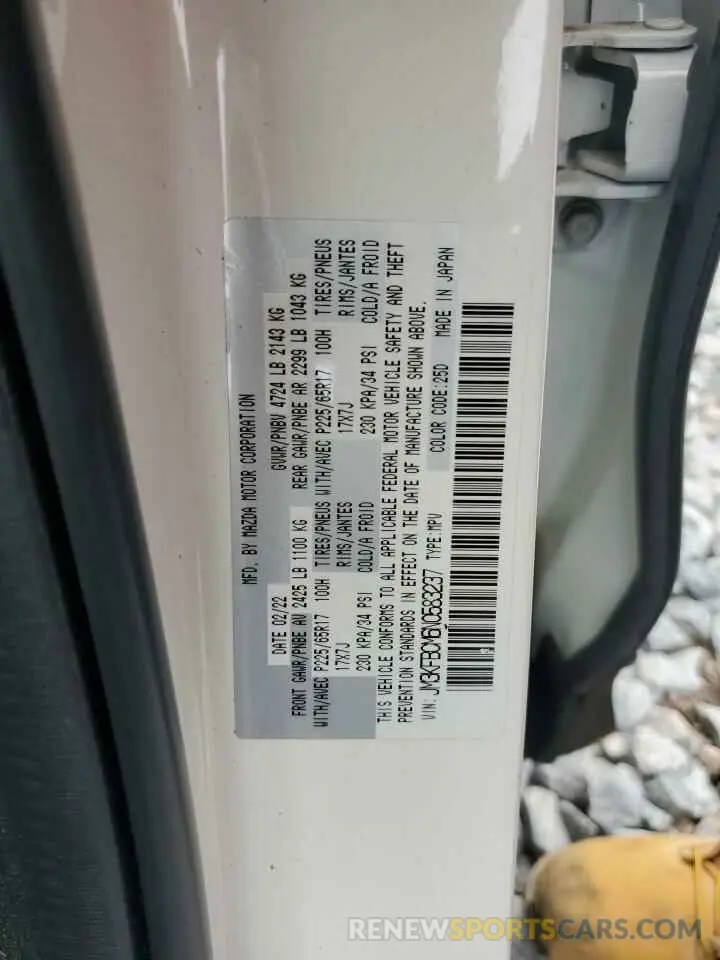 MFD. BY MAZDA MOTOR CORPORATION
DATE 02/22 GVWR/PNBV 4724 LB 2143 KG
FRONT GAWR/PNBE AV 2425 LB 1100 KG REAR GAWR/PNBE AR 2299 LB 1043 KG
WITH/AVEC P225/65R17 100H TIRES/PNEUS WITH/AVEC P225/65R17 100H TIRES/PNEUS
17X7J RIMS/JANTES 17X7J RIMS/JANTES
230 KPA/34 PSI COLD/A FROID 230 KPA/34 PSI COLD/A FROID
THIS VEHICLE CONFORMS TO ALL APPLICABLE FEDERAL MOTOR VEHICLE SAFETY AND THEFT
PREVENTION STANDARDS IN EFFECT ON THE DATE OF MANUFACTURE SHOWN ABOVE.
VIN: JM3KFBCM6N0583237 TYPE:MPV COLOR CODE:25D MADE IN JAPAN
RENEWSPORTSCARS.COM